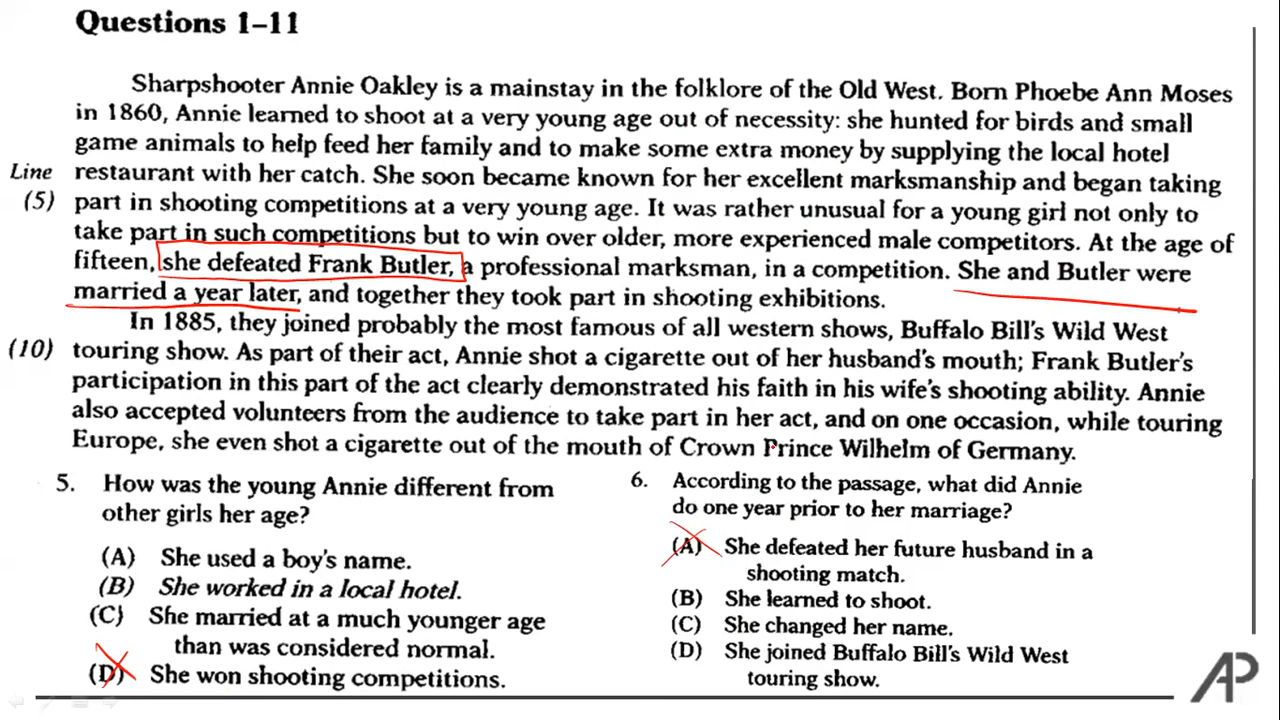 Questions 1–11
Sharpshooter Annie Oakley is a mainstay in the folklore of the Old West. Born Phoebe Ann Moses
in 1860, Annie learned to shoot at a very young age out of necessity: she hunted for birds and small
game animals to help feed her family and to make some extra money by supplying the local hotel
Line restaurant with her catch. She soon became known for her excellent marksmanship and began taking
(5) part in shooting competitions at a very young age. It was rather unusual for a young girl not only to
take part in such competitions but to win over older, more experienced male competitors. At the age of
fifteen, she defeated Frank Butler, a professional marksman, in a competition. She and Butler were
married a year later, and together they took part in shooting exhibitions.
In 1885, they joined probably the most famous of all western shows, Buffalo Bill's Wild West
(10) touring show. As part of their act, Annie shot a cigarette out of her husband's mouth; Frank Butler's
participation in this part of the act clearly demonstrated his faith in his wife's shooting ability. Annie
also accepted volunteers from the audience to take part in her act, and on one occasion, while touring
Europe, she even shot a cigarette out of the mouth of Crown Prince Wilhelm of Germany.
5. How was the young Annie different from
other girls her age?
(A) She used a boy's name.
(B) She worked in a local hotel.
(C) She married at a much younger age
than was considered normal.
(D) She won shooting competitions.
6. According to the passage, what did Annie
do one year prior to her marriage?
(A) She defeated her future husband in a
shooting match.
(B) She learned to shoot.
(C) She changed her name.
(D) She joined Buffalo Bill's Wild West
touring show.
AP